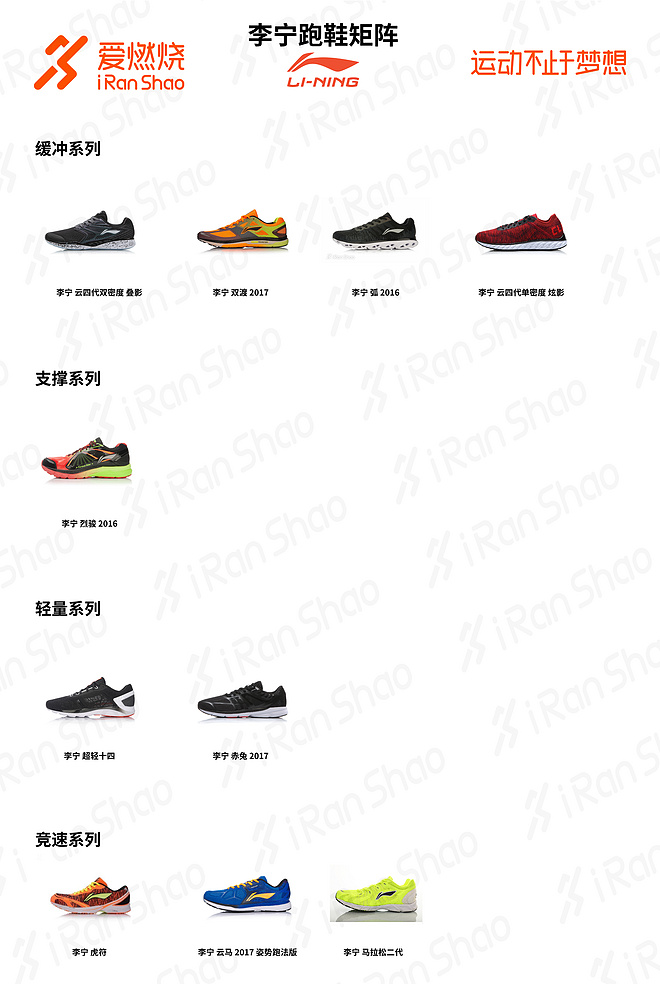 李宁跑鞋矩阵
爱燃烧
iRanShao
LI-NING
运动不止于梦想
缓冲系列
李宁 云四代双密度 叠影
李宁 双渡 2017
李宁 弧 2016
李宁 云四代单密度 炫影
支撑系列
李宁 烈骏 2016
轻量系列
李宁 超轻十四
李宁 赤兔 2017
竞速系列
李宁 虎符
李宁 云马 2017 姿势跑法版
李宁 马拉松二代